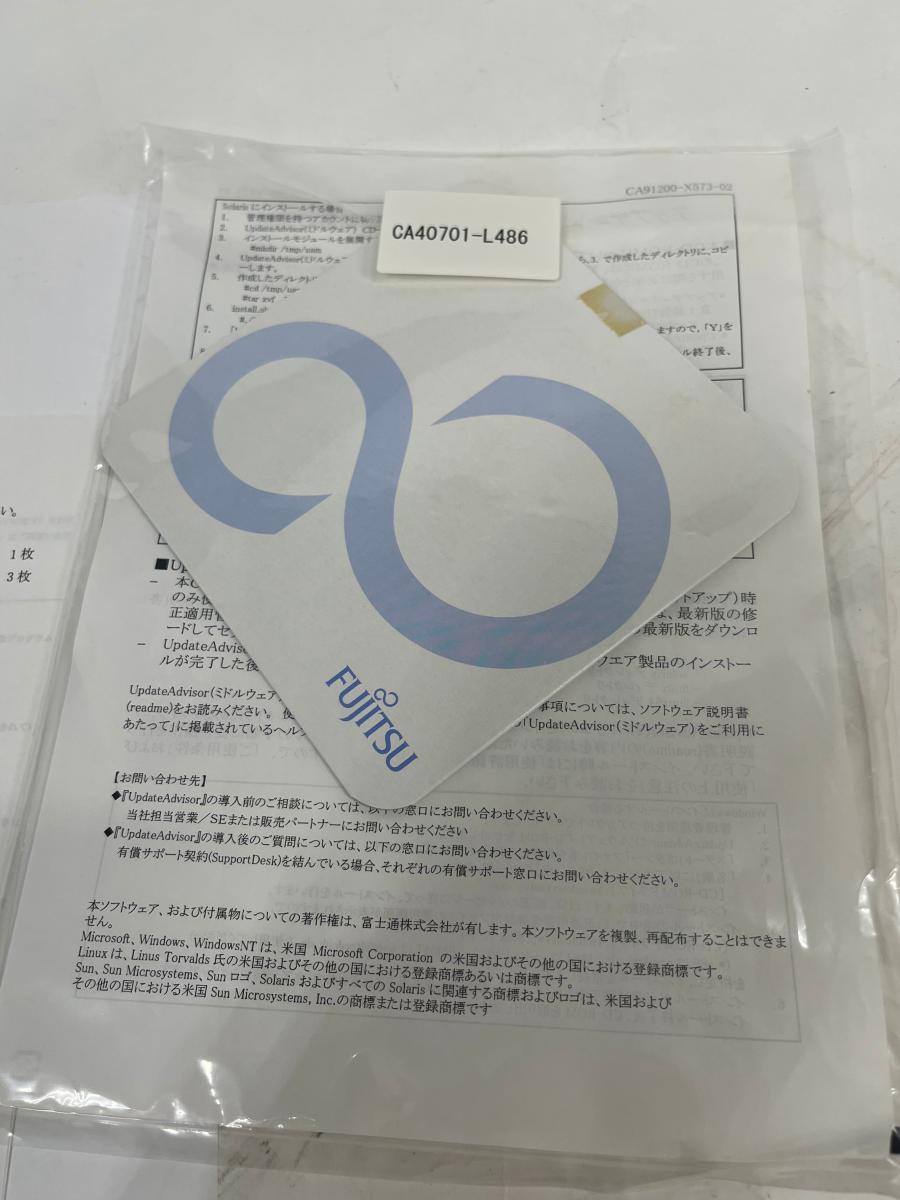 CA91200-X573-02
CA40701-L486
Solaris にインストールする場合
1. 管理権限を持つアカウントにな
2. UpdateAdvisor(ミドルウェア) CD-
3. インストールモジュールを展開す
#mkdir /tmp/uam
4. UpdateAdvisor(ミドルウェア 3. で作成したディレクトリに、コピ
ーします。
5. 作成したディレクトリ
#cd /tmp/
#tar xvf
6. install.sh
7. ますので、「Y」を
ル終了後、
い。
1枚
3枚
■Up
- 本C トアップ)時
のみ使 は、最新版の修
正適用 の最新版をダウンロ
ードしてセ
- UpdateAdvis ウエア製品のインストー
ルが完了した後
UpdateAdvisor(ミドルウェア 事項については、ソフトウェア説明書
(readme)をお読みください。 使 の「UpdateAdvisor(ミドルウェア)をご利用に
あたって」に掲載されているヘル
FUJITSU
【お問い合わせ先】
◆『UpdateAdvisor』の導入前のご相談については、以下の窓口にお問い合わせください。
当社担当営業/SEまたは販売パートナーにお問い合わせください
◆『UpdateAdvisor』の導入後のご質問については、以下の窓口にお問い合わせください。
有償サポート契約(SupportDesk)を結んでいる場合、それぞれの有償サポート窓口にお問い合わせください。
本ソフトウェア、および付属物についての著作権は、富士通株式会社が有します。本ソフトウェアを複製、再配布することはできま
せん。
Microsoft、Windows、WindowsNT は、米国 Microsoft Corporation の米国およびその他の国における登録商標です。
Linux は、Linus Torvalds 氏の米国およびその他の国における登録商標あるいは商標です。
Sun、Sun Microsystems、Sun ロゴ、Solaris およびすべての Solaris に関連する商標およびロゴは、米国および
その他の国における米国 Sun Microsystems, Inc.の商標または登録商標です